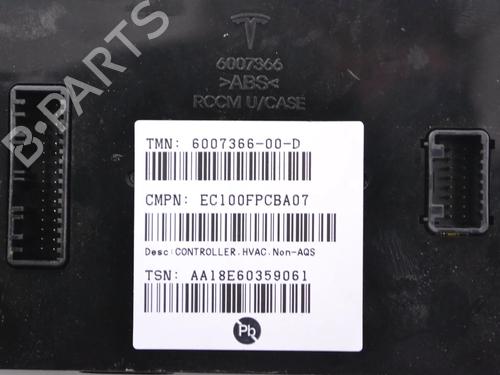 6007366
>ABS<
RCCM U/CASE
TMN: 6007366-00-D
CMPN: EC100FPCBA07
Desc:CONTROLLER.HVAC.Non-AQS
TSN: AA18E60359061
Pb
B-PARTS